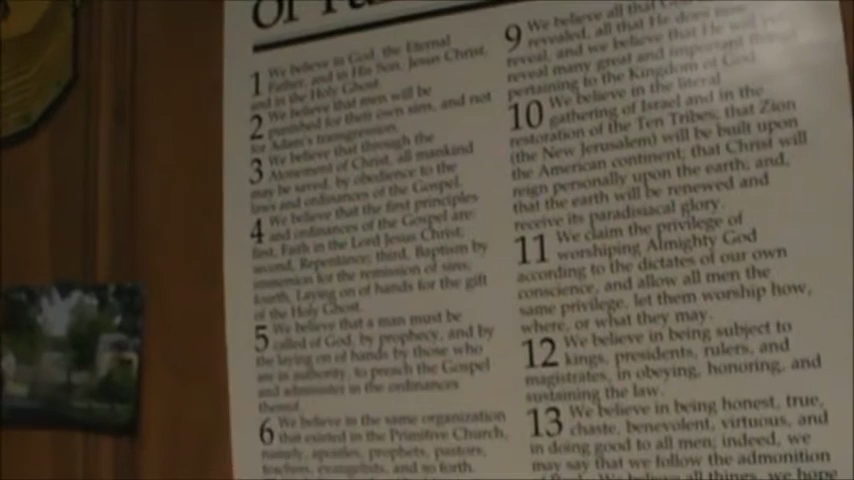 of
1 We believe in God, the Eternal
Father, and in His Son, Jesus Christ,
and in the Holy Ghost.
2 We believe that men will be
punished for their own sins, and not
for Adam's transgression.
3 We believe that through the
Atonement of Christ, all mankind
may be saved, by obedience to the
laws and ordinances of the Gospel.
4 We believe that the first principles
and ordinances of the Gospel are:
first, Faith in the Lord Jesus Christ;
second, Repentance; third, Baptism by
immersion for the remission of sins;
fourth, Laying on of hands for the gift
of the Holy Ghost.
5 We believe that a man must be
called of God, by prophecy, and by
the laying on of hands by those who
are in authority, to preach the Gospel
and administer in the ordinances
thereof.
6 We believe in the same organization
that existed in the Primitive Church,
namely, apostles, prophets, pastors,
teachers, evangelists, and so forth.
9 We believe all that God
revealed, all that He does now
reveal, and we believe that He will yet
reveal many great and important things
pertaining to the Kingdom of God.
10 We believe in the literal
gathering of Israel and in the
restoration of the Ten Tribes; that Zion
(the New Jerusalem) will be built upon
the American continent; that Christ will
reign personally upon the earth; and,
that the earth will be renewed and
receive its paradisiacal glory.
11 We claim the privilege of
worshiping Almighty God
according to the dictates of our own
conscience, and allow all men the
same privilege, let them worship how,
where, or what they may.
12 We believe in being subject to
kings, presidents, rulers, and
magistrates, in obeying, honoring, and
sustaining the law.
13 We believe in being honest, true,
chaste, benevolent, virtuous, and
in doing good to all men; indeed, we
may say that we follow the admonition
We believe all things, we hope